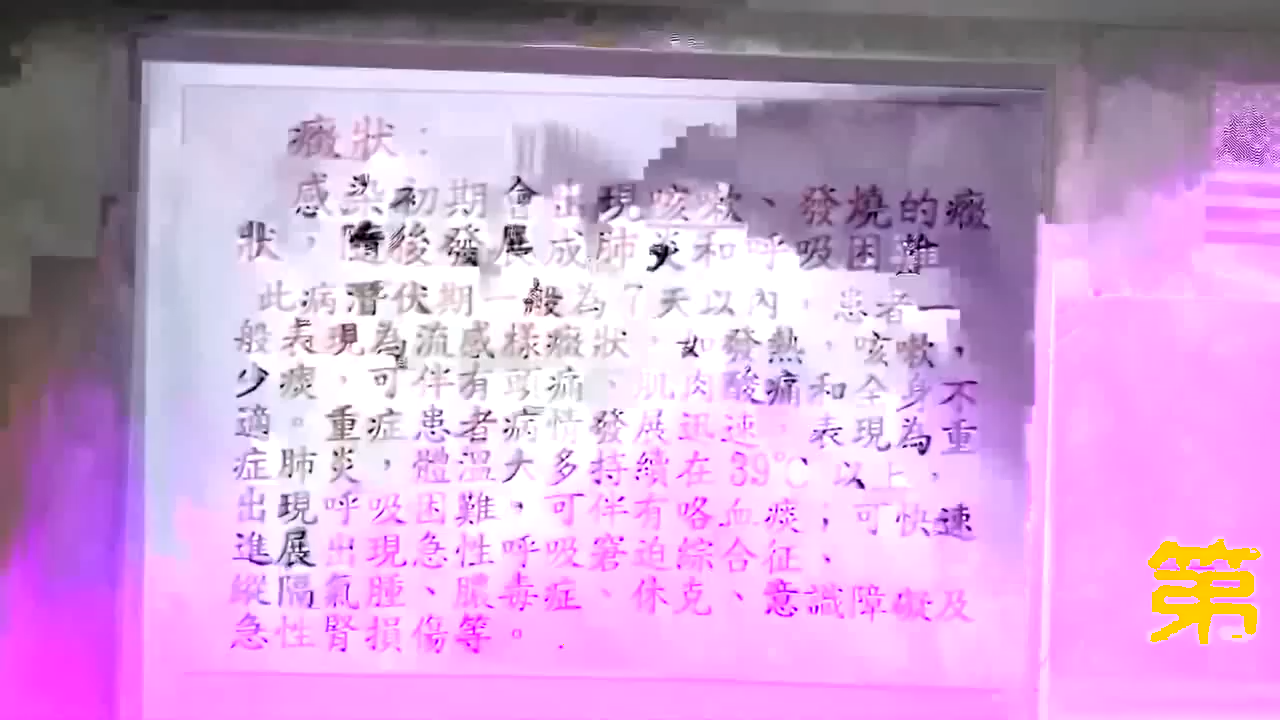 癥狀：
感染初期會出現咳嗽、發燒的癥
狀，隨後發展成肺炎和呼吸困難
此病潛伏期一般為7天以內，患者一
般表現為流感樣癥狀，如發熱，咳嗽，
少痰，可伴有頭痛、肌肉酸痛和全身不
適。重症患者病情發展迅速，表現為重
症肺炎，體溫大多持續在39℃以上，
出現呼吸困難，可伴有咯血痰；可快速
進展出現急性呼吸窘迫綜合征、
縱隔氣腫、膿毒症、休克、意識障礙及
急性腎損傷等。
第